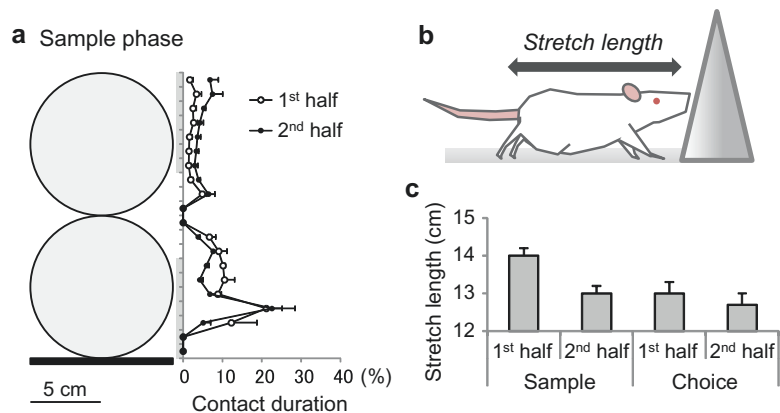 a Sample phase
1st half
2nd half
5 cm
0 10 20 30 40 (%)
Contact duration
b
Stretch length
c
Stretch length (cm)
15
14
13
12
1st half 2nd half 1st half 2nd half
Sample Choice